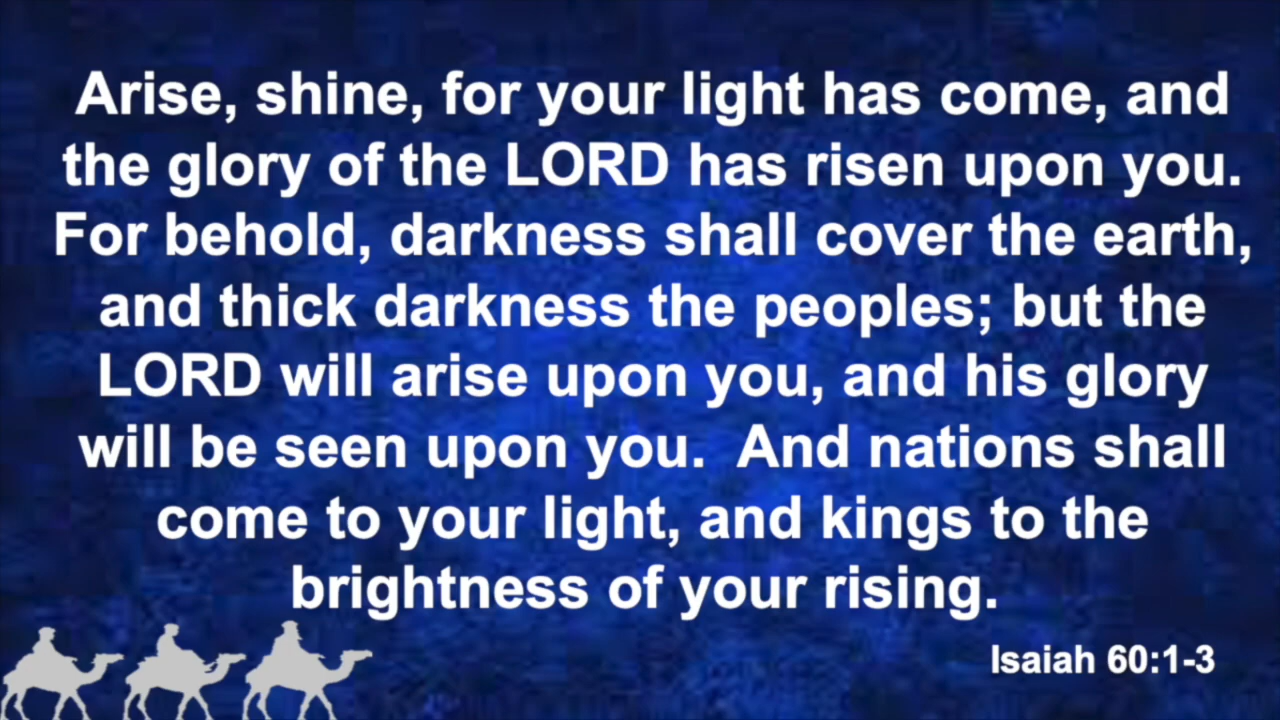 Arise, shine, for your light has come, and
the glory of the LORD has risen upon you.
For behold, darkness shall cover the earth,
and thick darkness the peoples; but the
LORD will arise upon you, and his glory
will be seen upon you.  And nations shall
come to your light, and kings to the
brightness of your rising.
Isaiah 60:1-3